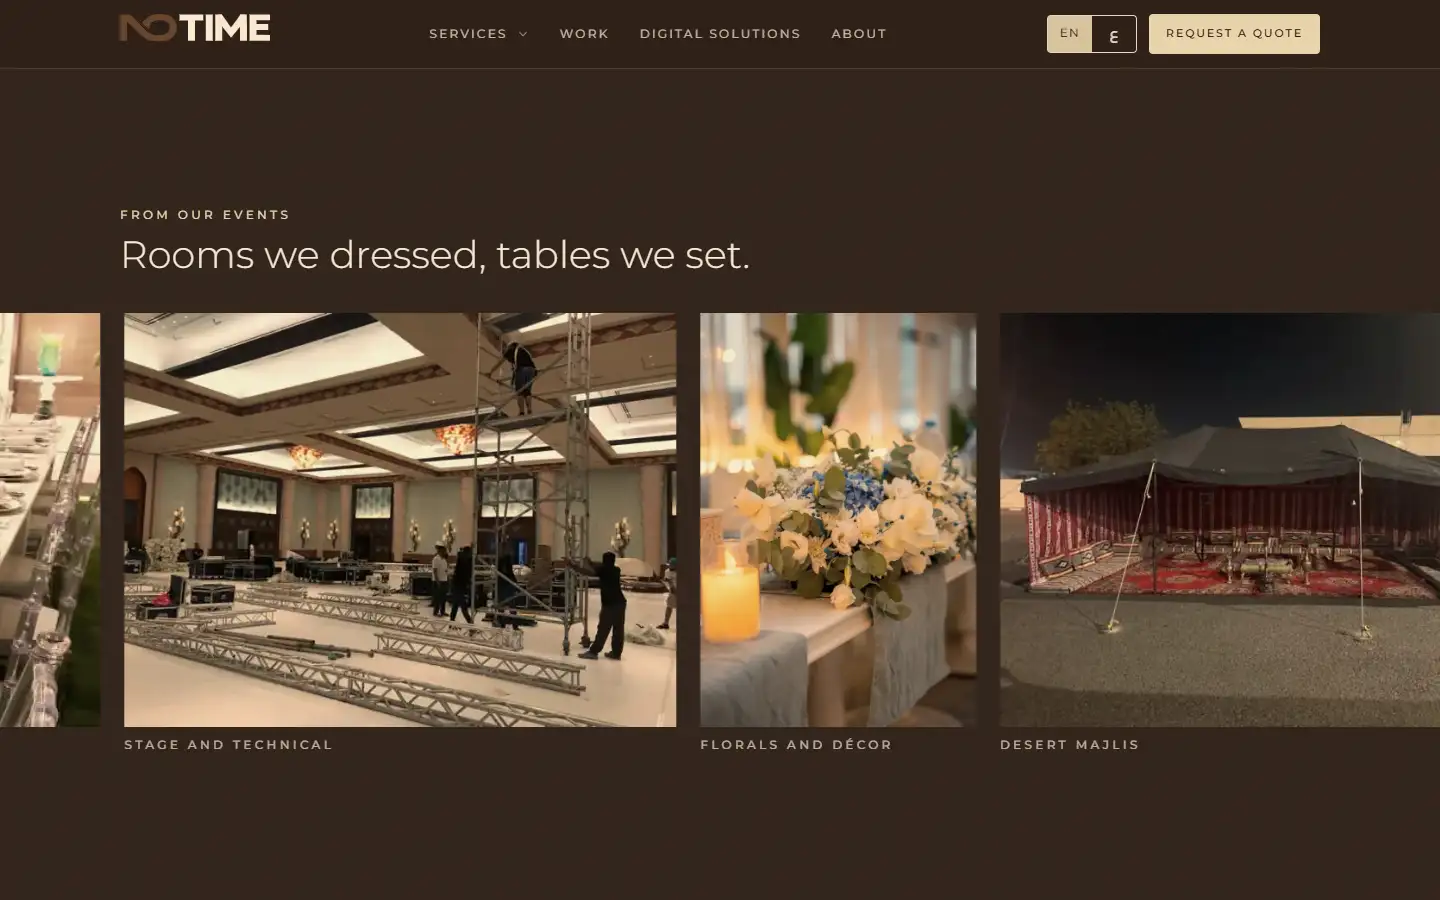 NOTIME
SERVICES
WORK
DIGITAL SOLUTIONS
ABOUT
EN
ع
REQUEST A QUOTE
FROM OUR EVENTS
Rooms we dressed, tables we set.
STAGE AND TECHNICAL
FLORALS AND DÉCOR
DESERT MAJLIS